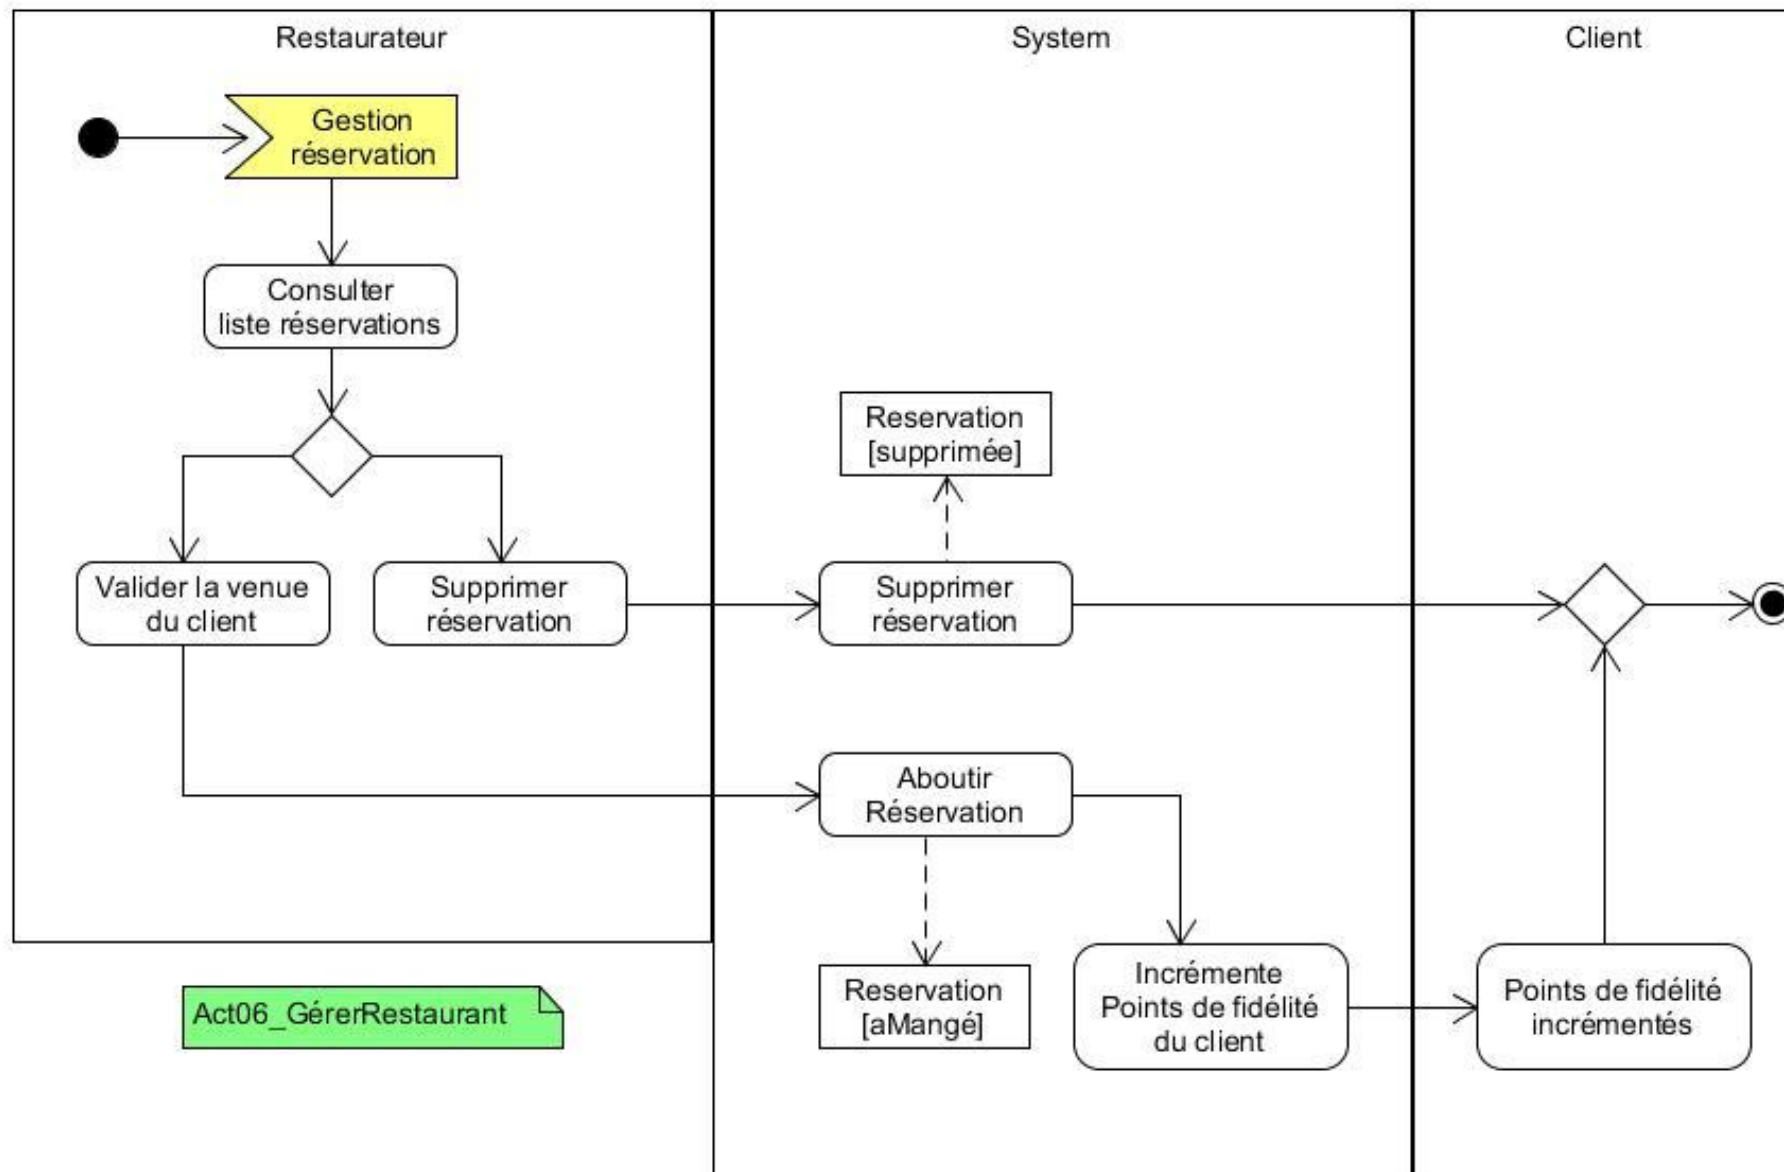 Restaurateur
System
Client
Gestion
réservation
Consulter
liste réservations
Reservation
[supprimée]
Valider la venue
du client
Supprimer
réservation
Supprimer
réservation
Aboutir
Réservation
Reservation
[aMangé]
Incrémente
Points de fidélité
du client
Points de fidélité
incrémentés
Act06_GérerRestaurant